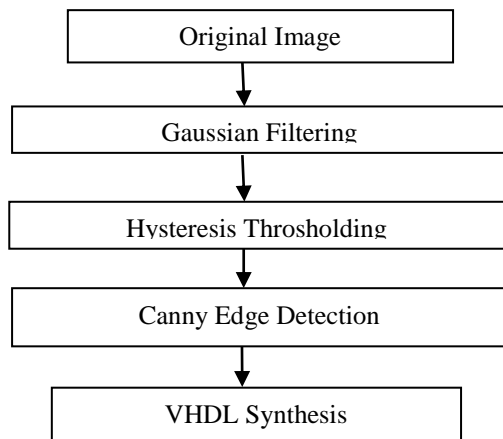 Original Image
Gaussian Filtering
Hysteresis Throsholding
Canny Edge Detection
VHDL Synthesis